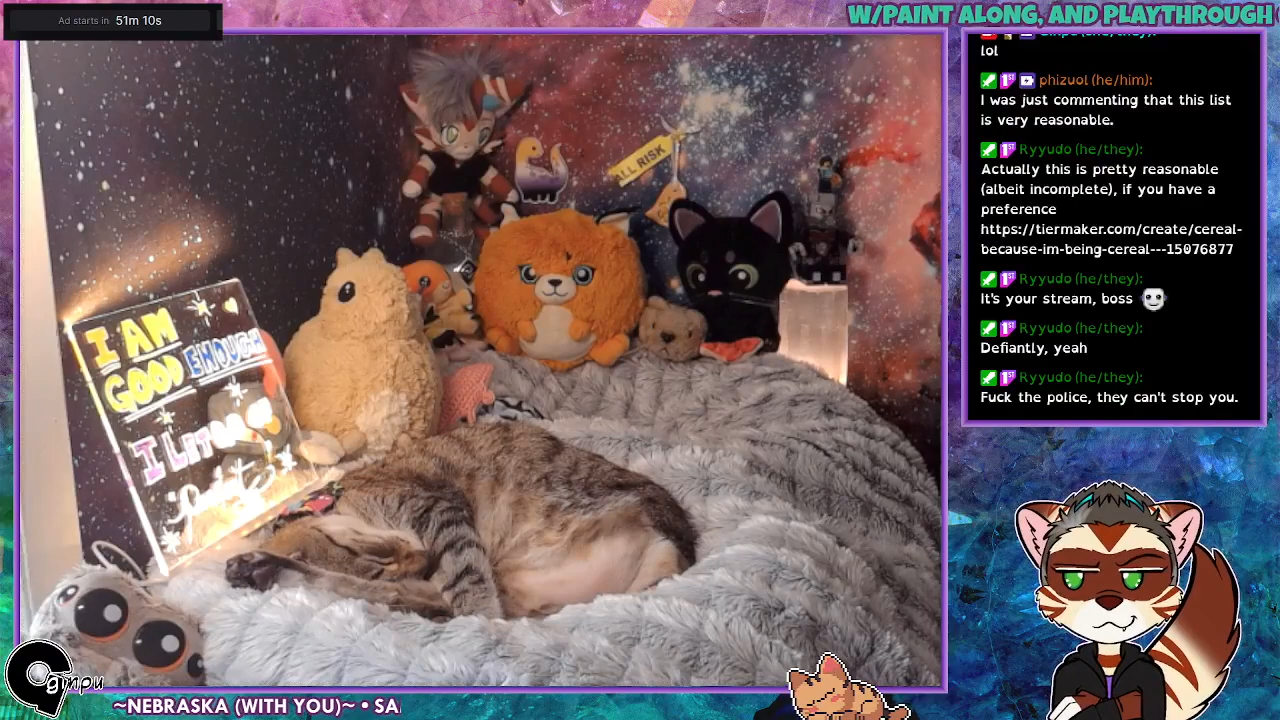 Ad starts in 51m 10s
W/PAINT ALONG, AND PLAYTHROUGH
lol
phizuol (he/him):
I was just commenting that this list
is very reasonable.
Ryyudo (he/they):
Actually this is pretty reasonable
(albeit incomplete), if you have a
preference
https://tiermaker.com/create/cereal-
because-im-being-cereal---15076877
Ryyudo (he/they):
It's your stream, boss
Ryyudo (he/they):
Defiantly, yeah
Ryyudo (he/they):
Fuck the police, they can't stop you.
ALL RISK
I AM
GOOD ENOUGH
ginpu
~NEBRASKA (WITH YOU)~ • SA